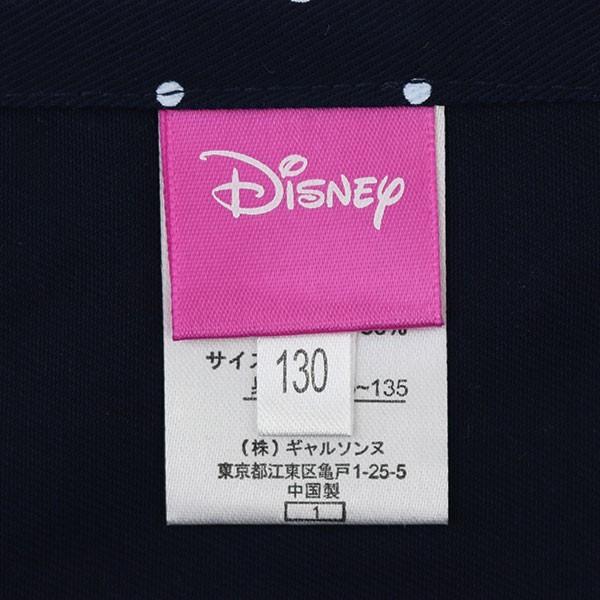 Disney
サイズ
130
~135
(株)ギャルソンヌ
東京都江東区亀戸1-25-5
中国製
1